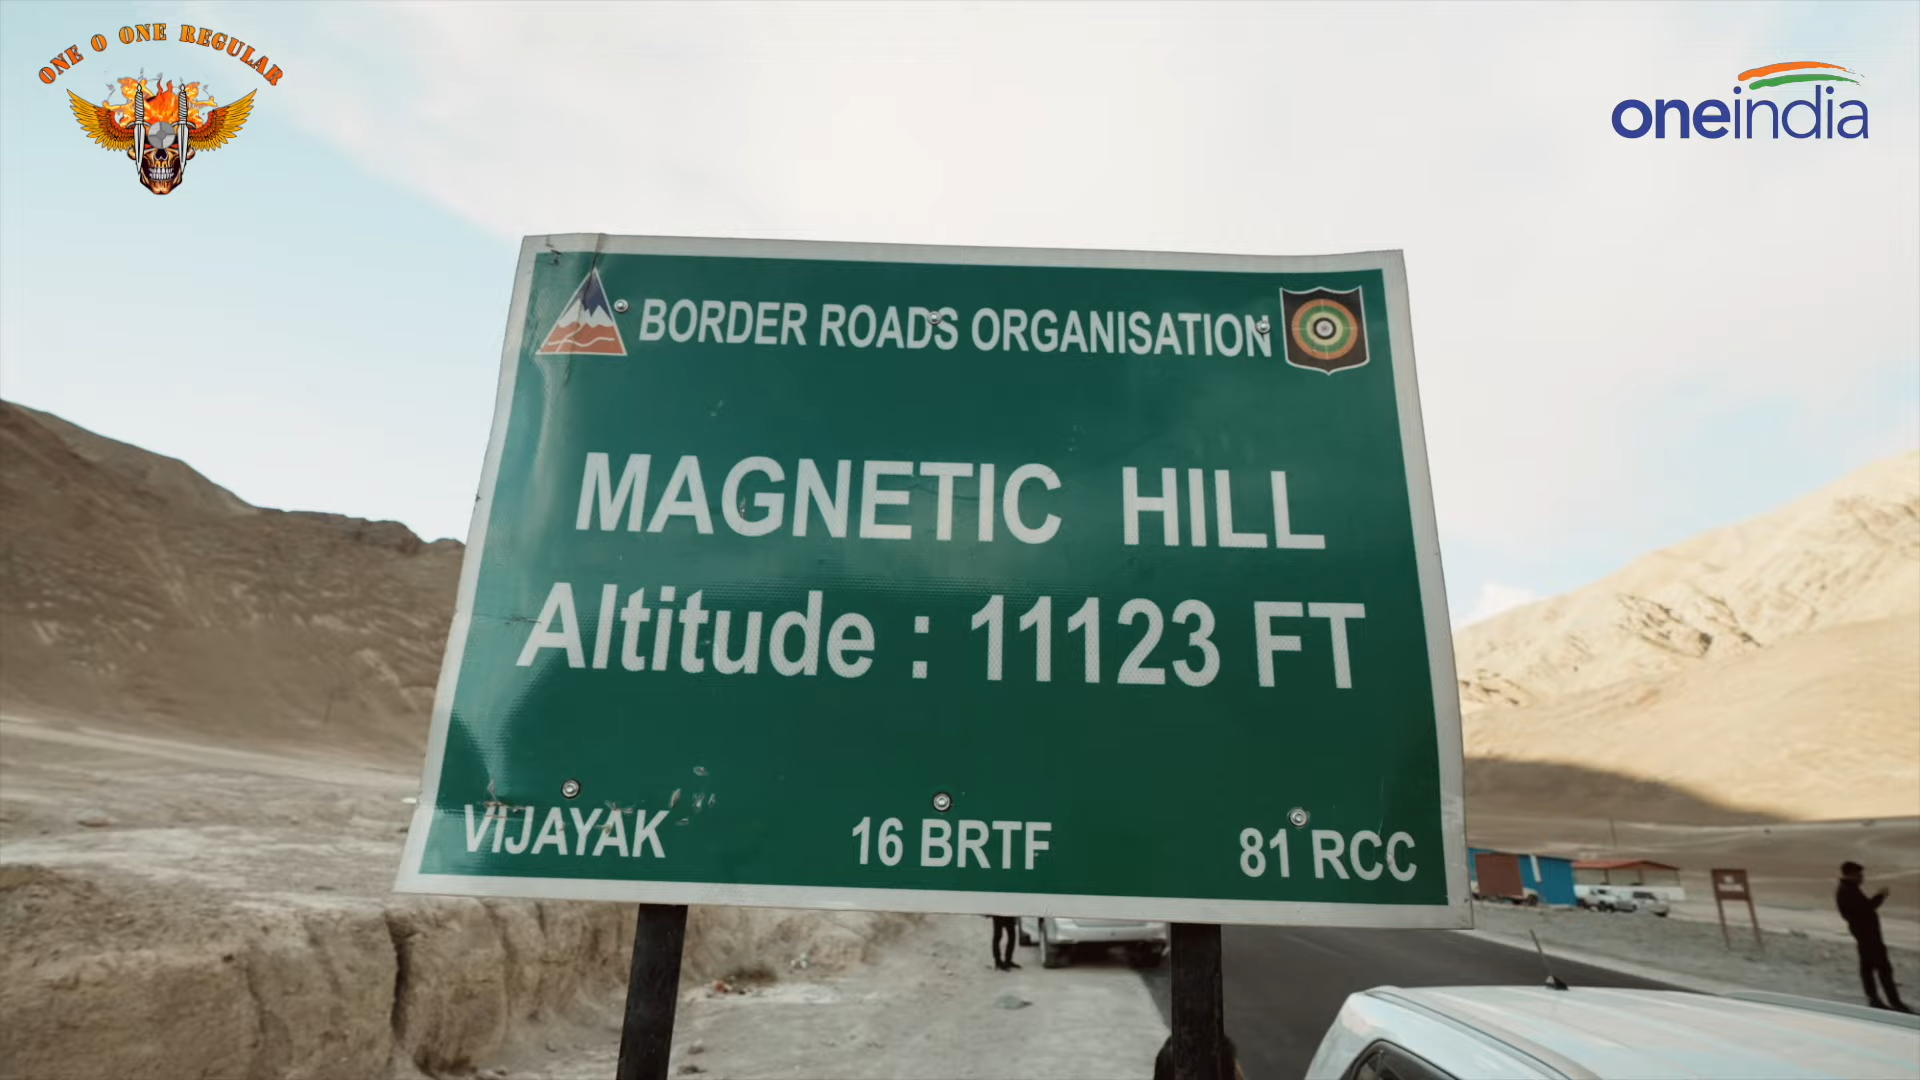 ONE O ONE REGULAR
oneindia
BORDER ROADS ORGANISATION
MAGNETIC HILL
Altitude : 11123 FT
VIJAYAK 16 BRTF 81 RCC